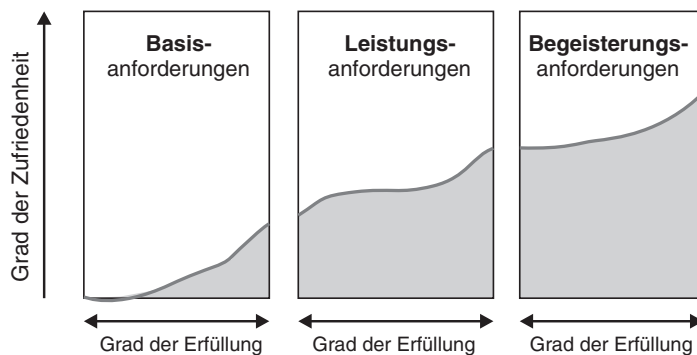 Grad der Zufriedenheit
Basis-
anforderungen
Leistungs-
anforderungen
Begeisterungs-
anforderungen
Grad der Erfüllung
Grad der Erfüllung
Grad der Erfüllung